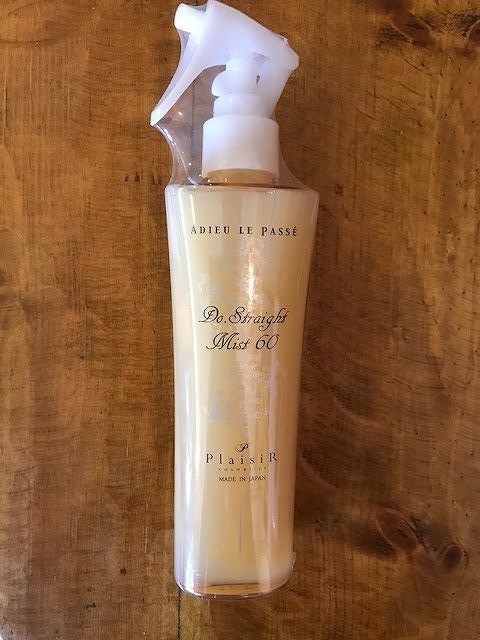 ADIEU LE PASSÉ
Do.Straight
Mist 60
P
PlaisiR
cosmetics
MADE IN JAPAN